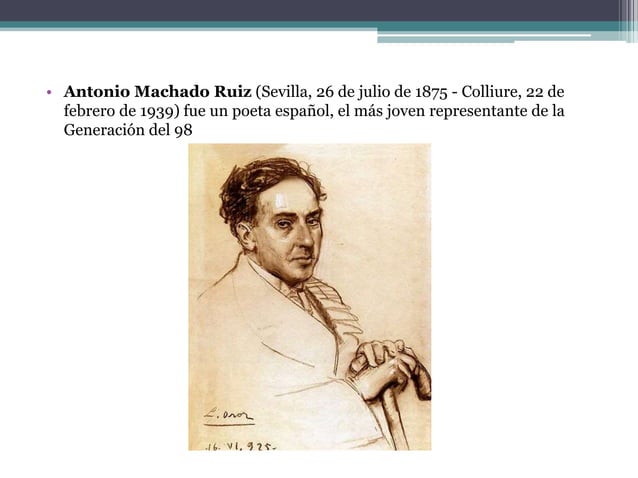 • Antonio Machado Ruiz (Sevilla, 26 de julio de 1875 - Colliure, 22 de
febrero de 1939) fue un poeta español, el más joven representante de la
Generación del 98
16. VI. 925-